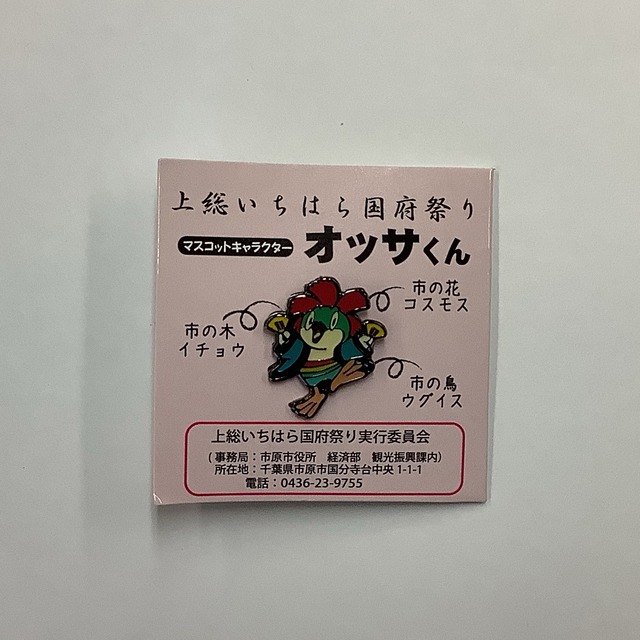 上総いちはら国府祭り
マスコットキャラクター オッサくん
市の花
コスモス
市の木
イチョウ
市の鳥
ウグイス
上総いちはら国府祭り実行委員会
(事務局:市原市役所 経済部 観光振興課内)
所在地:千葉県市原市国分寺台中央1-1-1
電話:0436-23-9755